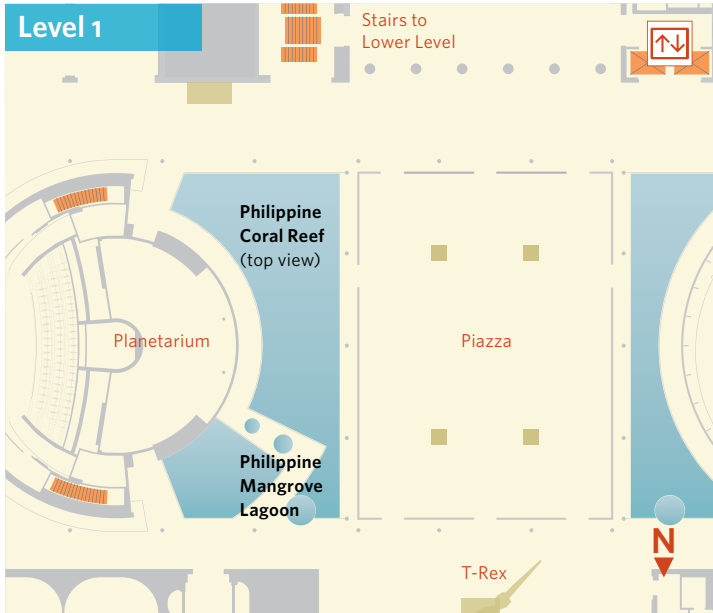 Level 1
Stairs to
Lower Level
Philippine
Coral Reef
(top view)
Planetarium
Piazza
Philippine
Mangrove
Lagoon
N
T-Rex